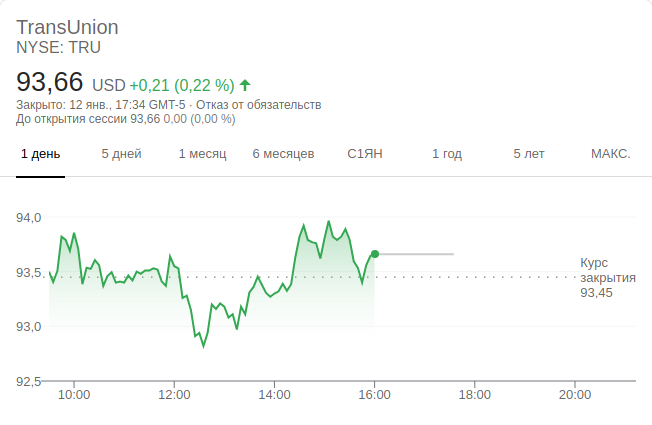 TransUnion
NYSE: TRU
93,66 USD +0,21 (0,22 %)
Закрыто: 12 янв., 17:34 GMT-5 · Отказ от обязательств
До открытия сессии 93,66 0,00 (0,00 %)
1 день 5 дней 1 месяц 6 месяцев С1ЯН 1 год 5 лет МАКС.
94,0
93,5
93,0
92,5
Курс
закрытия
93,45
10:00 12:00 14:00 16:00 18:00 20:00